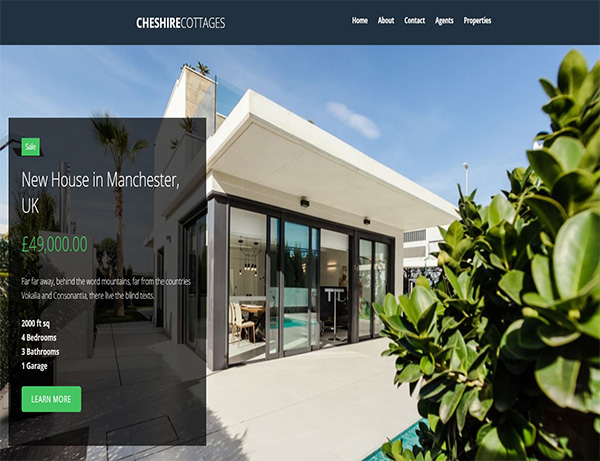 CHESHIRECOTTAGES
Home About Contact Agents Properties
Sale
New House in Manchester,
UK
£49,000.00
Far far away, behind the word mountains, far from the countries
Vokalia and Consonantia, there live the blind texts.
2000 ft sq
4 Bedrooms
3 Bathrooms
1 Garage
LEARN MORE